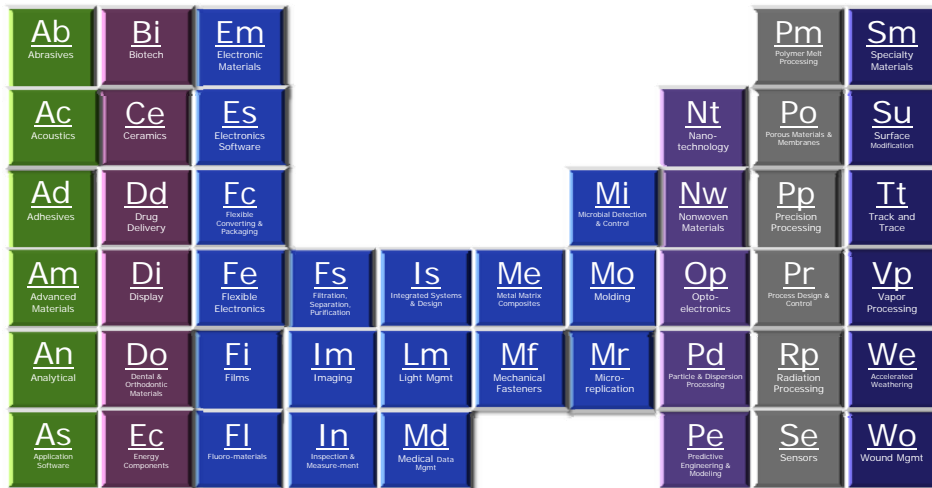 Ab
Abrasives
Bi
Biotech
Em
Electronic
Materials
Pm
Polymer Melt
Processing
Sm
Specialty
Materials
Ac
Acoustics
Ce
Ceramics
Es
Electronics
Software
Nt
Nano-
technology
Po
Porous Materials &
Membranes
Su
Surface
Modification
Ad
Adhesives
Dd
Drug
Delivery
Fc
Flexible
Converting &
Packaging
Mi
Microbial Detection
& Control
Nw
Nonwoven
Materials
Pp
Precision
Processing
Tt
Track and
Trace
Am
Advanced
Materials
Di
Display
Fe
Flexible
Electronics
Fs
Filtration,
Separation,
Purification
Is
Integrated Systems
& Design
Me
Metal Matrix
Composites
Mo
Molding
Op
Opto-
electronics
Pr
Process Design &
Control
Vp
Vapor
Processing
An
Analytical
Do
Dental &
Orthodontic
Materials
Fi
Films
Im
Imaging
Lm
Light Mgmt
Mf
Mechanical
Fasteners
Mr
Micro-
replication
Pd
Particle & Dispersion
Processing
Rp
Radiation
Processing
We
Accelerated
Weathering
As
Application
Software
Ec
Energy
Components
Fl
Fluoro-materials
In
Inspection &
Measure-ment
Md
Medical Data
Mgmt
Pe
Predictive
Engineering &
Modeling
Se
Sensors
Wo
Wound Mgmt